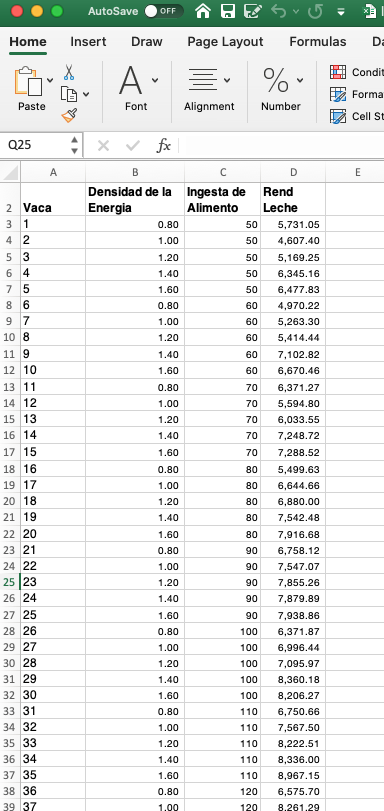 AutoSave OFF
Home Insert Draw Page Layout Formulas Da
Paste Font Alignment Number Condit
Forma
Cell St
Q25 fx
A B C D E
2 Vaca Densidad de la Energia Ingesta de Alimento Rend Leche
3 1 0.80 50 5,731.05
4 2 1.00 50 4,607.40
5 3 1.20 50 5,169.25
6 4 1.40 50 6,345.16
7 5 1.60 50 6,477.83
8 6 0.80 60 4,970.22
9 7 1.00 60 5,263.30
10 8 1.20 60 5,414.44
11 9 1.40 60 7,102.82
12 10 1.60 60 6,670.46
13 11 0.80 70 6,371.27
14 12 1.00 70 5,594.80
15 13 1.20 70 6,033.55
16 14 1.40 70 7,248.72
17 15 1.60 70 7,288.52
18 16 0.80 80 5,499.63
19 17 1.00 80 6,644.66
20 18 1.20 80 6,880.00
21 19 1.40 80 7,542.48
22 20 1.60 80 7,916.68
23 21 0.80 90 6,758.12
24 22 1.00 90 7,547.07
25 23 1.20 90 7,855.26
26 24 1.40 90 7,879.89
27 25 1.60 90 7,938.86
28 26 0.80 100 6,371.87
29 27 1.00 100 6,996.44
30 28 1.20 100 7,095.97
31 29 1.40 100 8,360.18
32 30 1.60 100 8,206.27
33 31 0.80 110 6,750.66
34 32 1.00 110 7,567.50
35 33 1.20 110 8,222.51
36 34 1.40 110 8,336.00
37 35 1.60 110 8,967.15
38 36 0.80 120 6,575.70
39 37 1.00 120 8,261.29